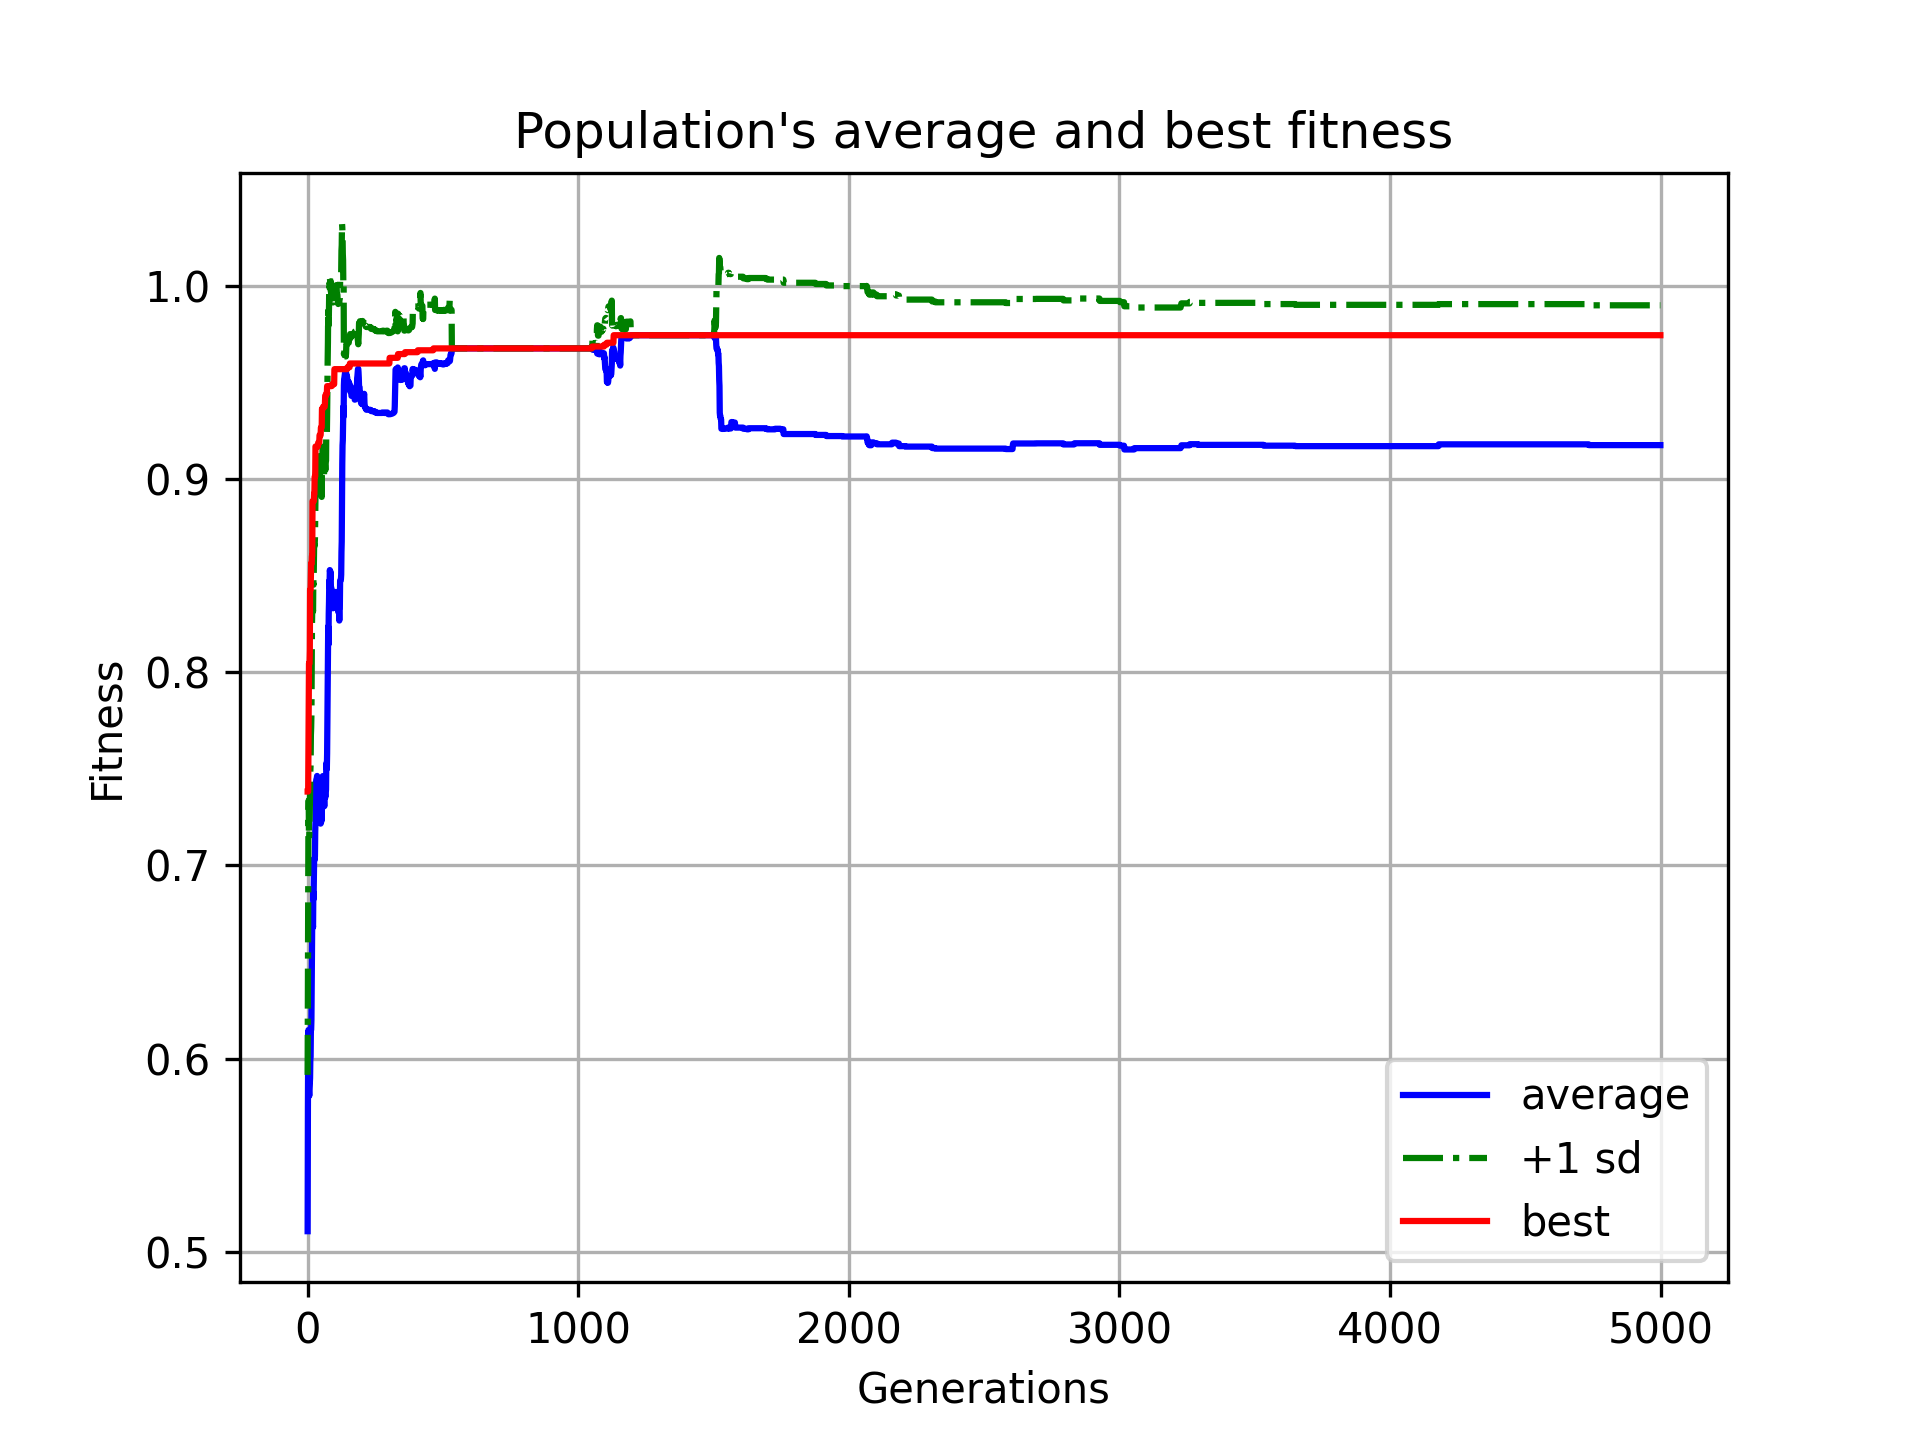 Population's average and best fitness
Fitness
1.0
0.9
0.8
0.7
0.6
0.5
average
+1 sd
best
0 1000 2000 3000 4000 5000
Generations